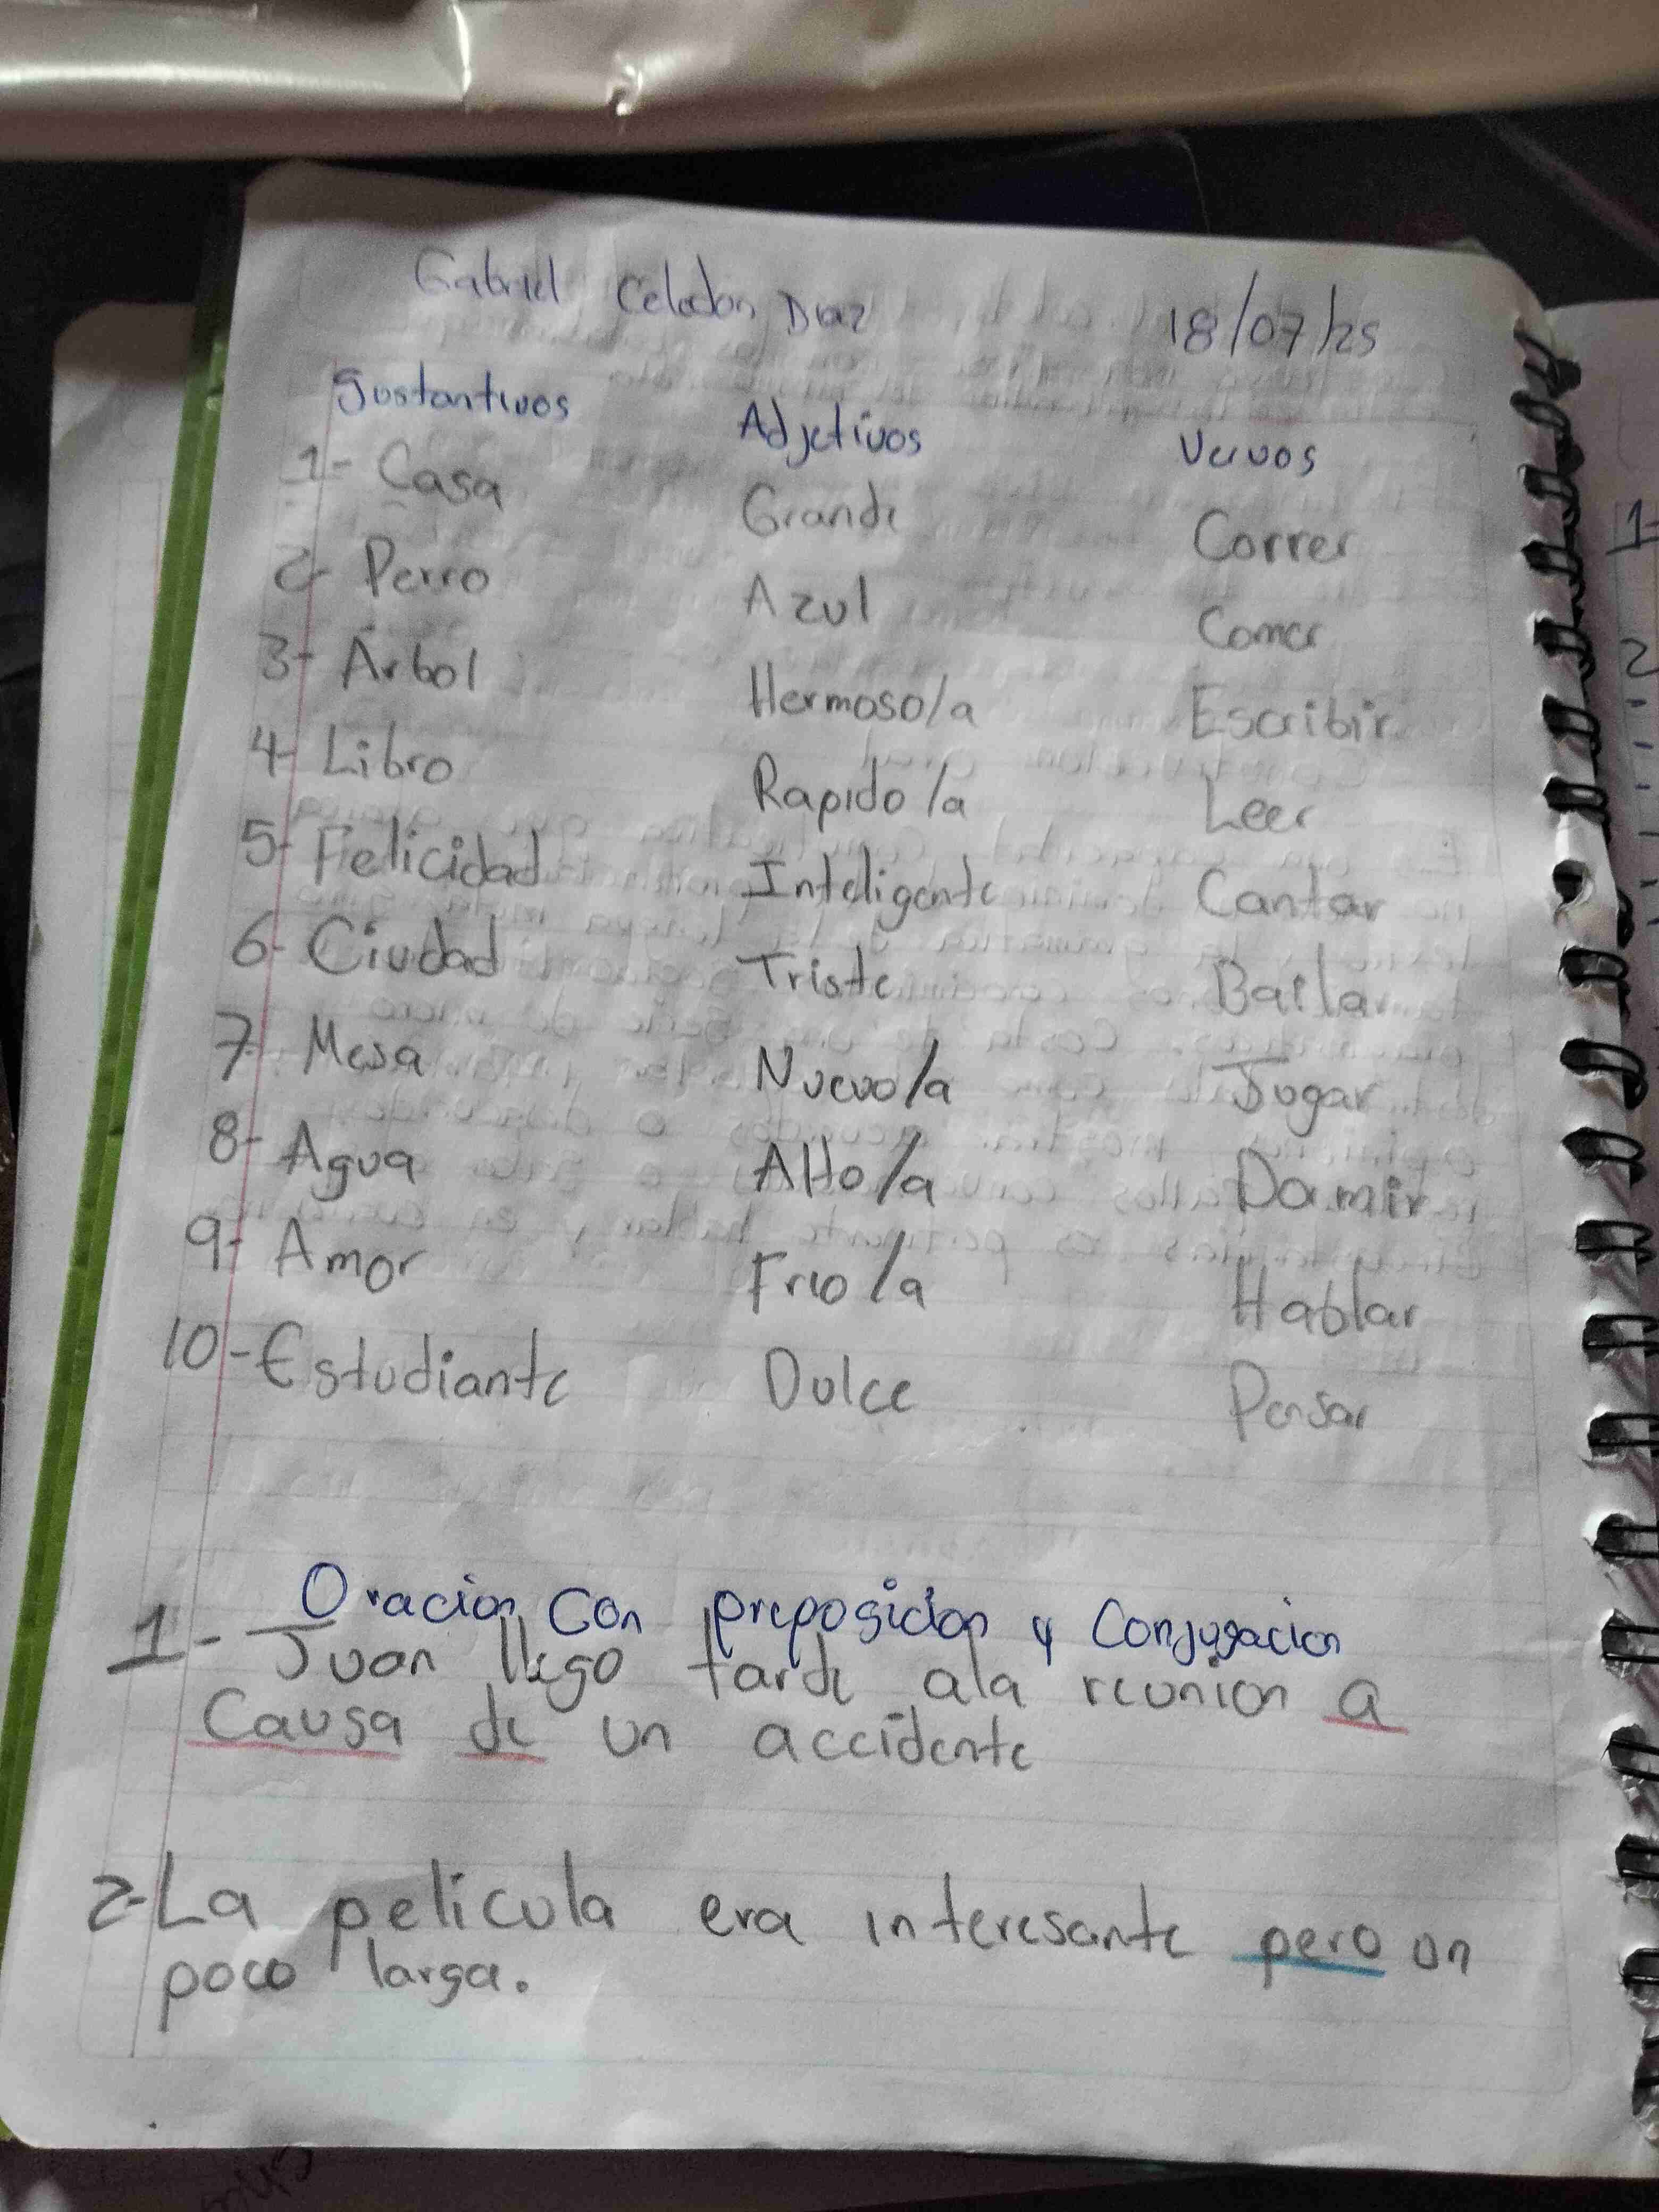 Gabriel Celadon Diaz 18/07/25
Sustantivos Adjetivos Vervos
1- Casa Grande Correr
2- Perro Azul Comer
3- Árbol Hermoso/a Escribir
4- Libro Rapido/a Leer
5- Felicidad Inteligente Cantar
6- Ciudad Triste Bailar
7- Mesa Nuevo/a Jugar
8- Agua Alto/a Dormir
9- Amor Frio/a Hablar
10- Estudiante Dulce Pensar
Oracion con preposicion y Conjugacion
1- Juan llego tarde ala reunion a
Causa de un accidente
2- La pelicula era interesante pero un
poco larga.
1-
2